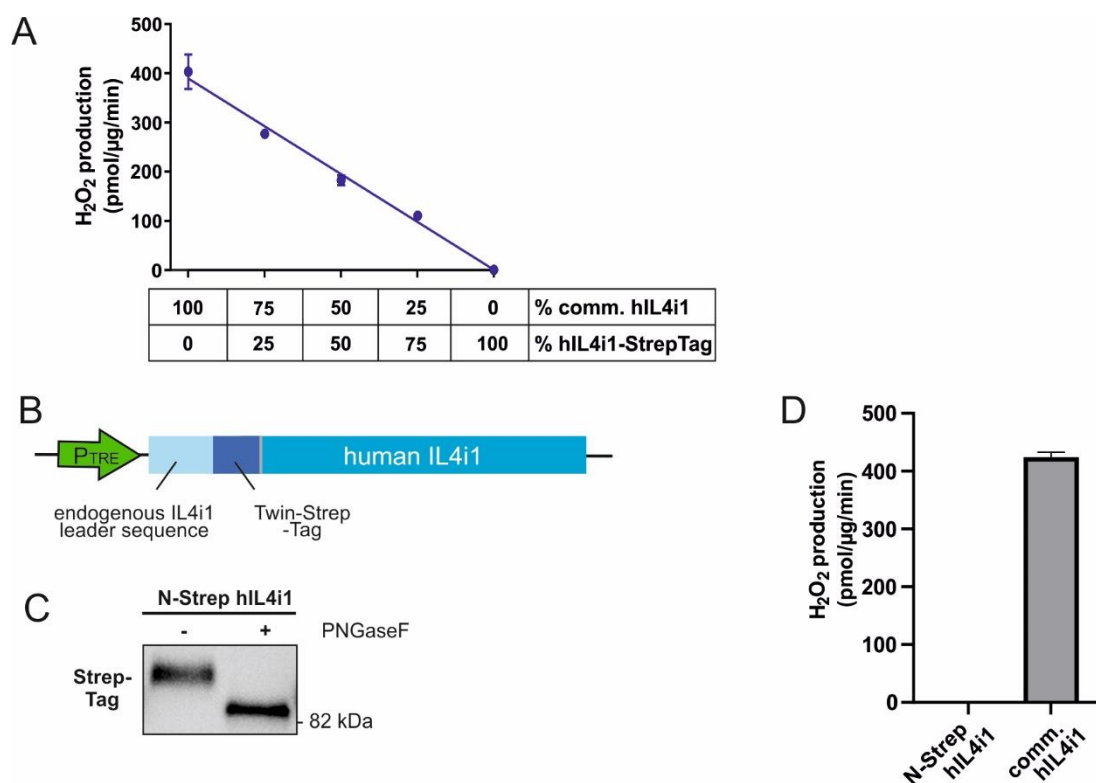 A
H₂O₂ production
(pmol/µg/min)
500
400
300
200
100
0
100 75 50 25 0 % comm. hIL4i1
0 25 50 75 100 % hIL4i1-StrepTag
B
PTRE
human IL4i1
endogenous IL4i1
leader sequence
Twin-Strep
-Tag
C
N-Strep hIL4i1
- + PNGaseF
Strep-
Tag
- 82 kDa
D
H₂O₂ production
(pmol/µg/min)
500
400
300
200
100
0
N-Strep
hIL4i1
comm.
hIL4i1